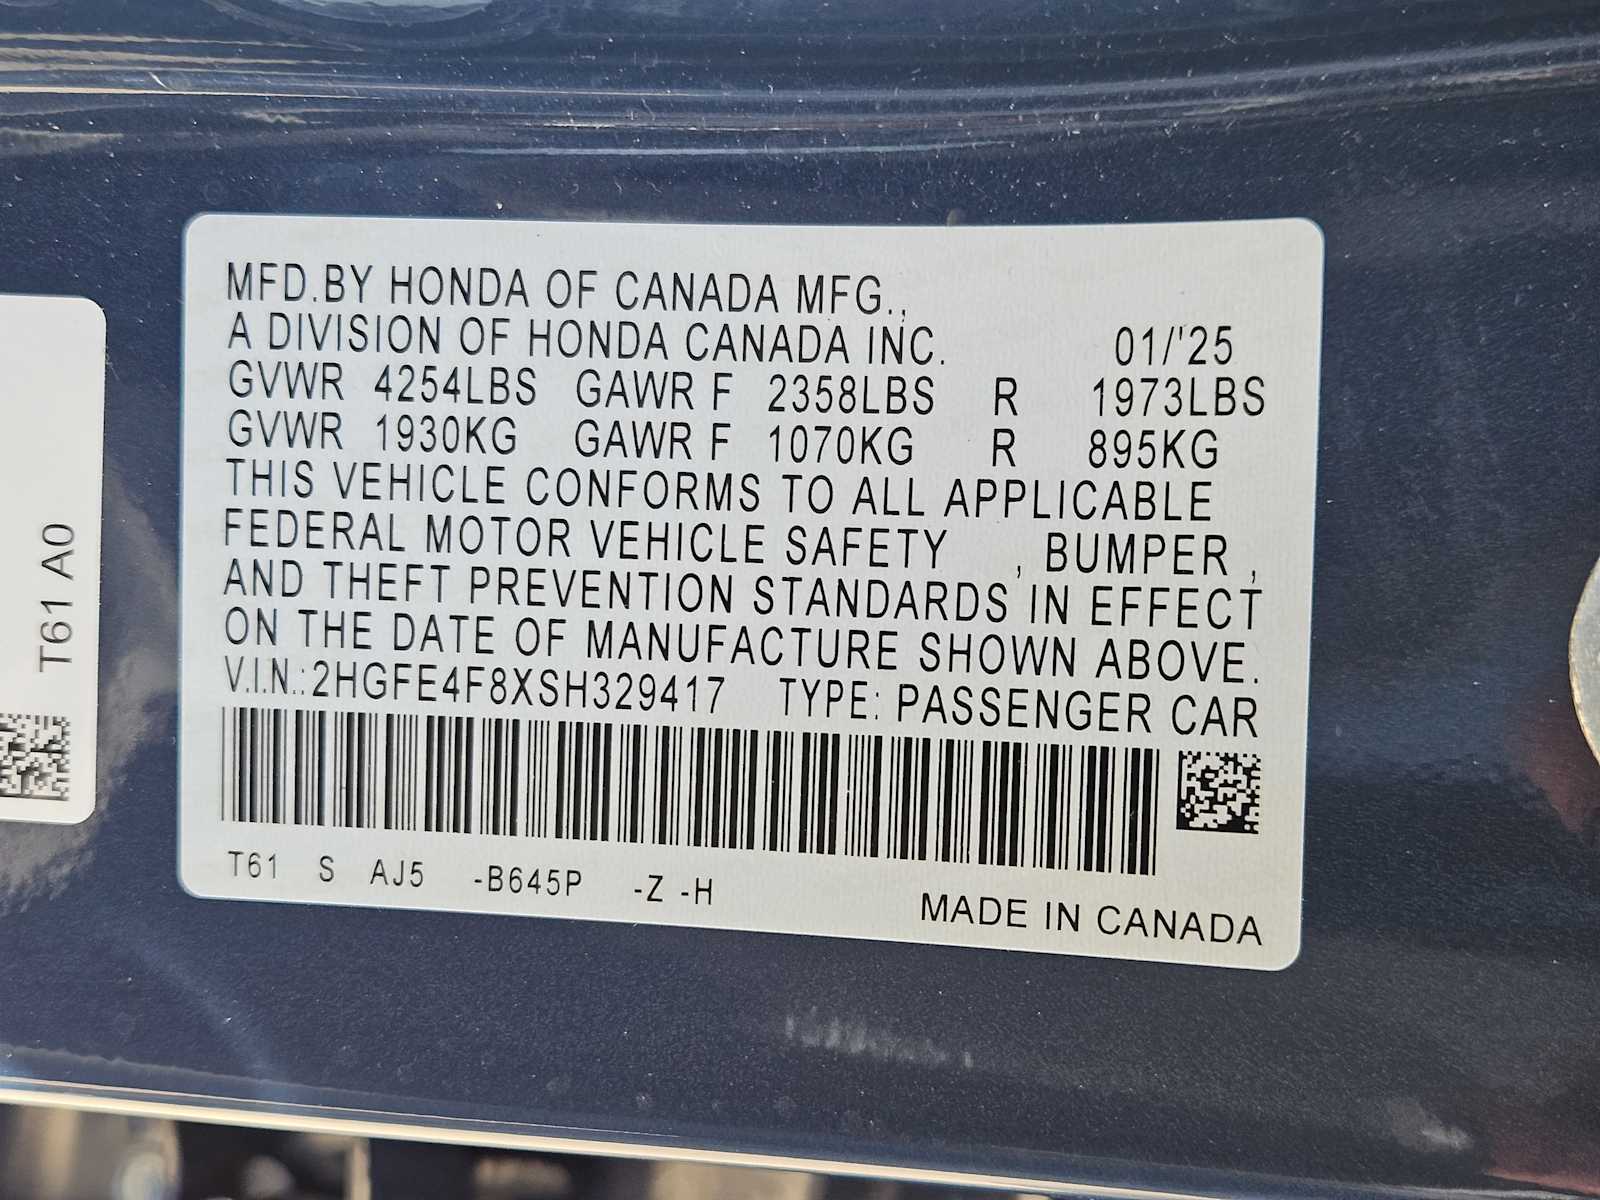 MFD.BY HONDA OF CANADA MFG.,
A DIVISION OF HONDA CANADA INC. 01/'25
GVWR 4254LBS GAWR F 2358LBS R 1973LBS
GVWR 1930KG GAWR F 1070KG R 895KG
THIS VEHICLE CONFORMS TO ALL APPLICABLE
FEDERAL MOTOR VEHICLE SAFETY , BUMPER ,
AND THEFT PREVENTION STANDARDS IN EFFECT
ON THE DATE OF MANUFACTURE SHOWN ABOVE.
V.I.N.:2HGFE4F8XSH329417 TYPE: PASSENGER CAR
T61 S AJ5 -B645P -Z -H
MADE IN CANADA
T61 A0